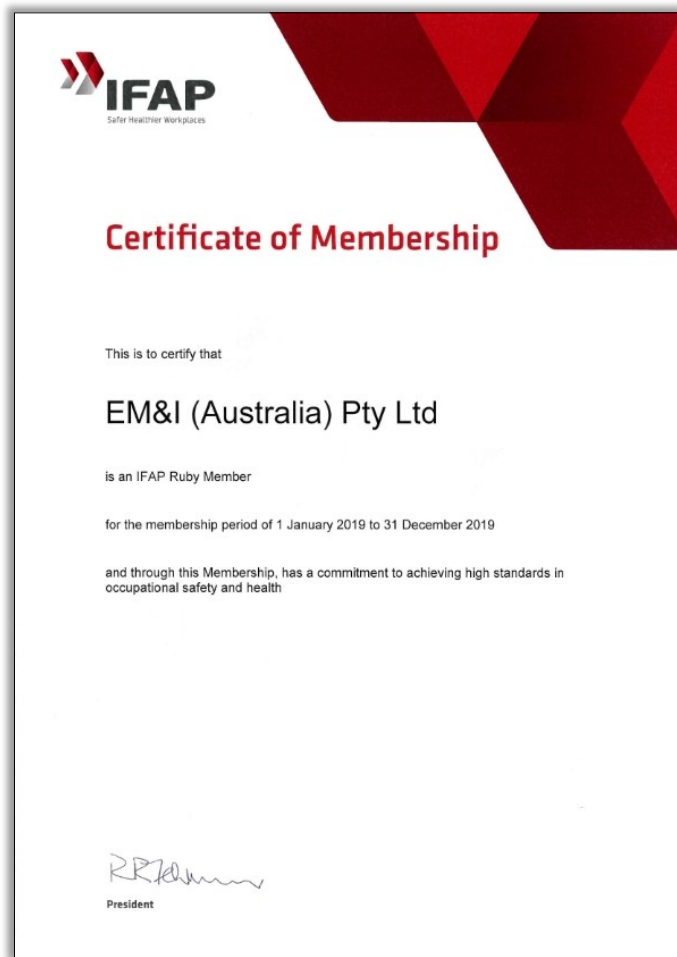 IFAP
Safer Healthier Workplaces
Certificate of Membership
This is to certify that
EM&I (Australia) Pty Ltd
is an IFAP Ruby Member
for the membership period of 1 January 2019 to 31 December 2019
and through this Membership, has a commitment to achieving high standards in
occupational safety and health
President